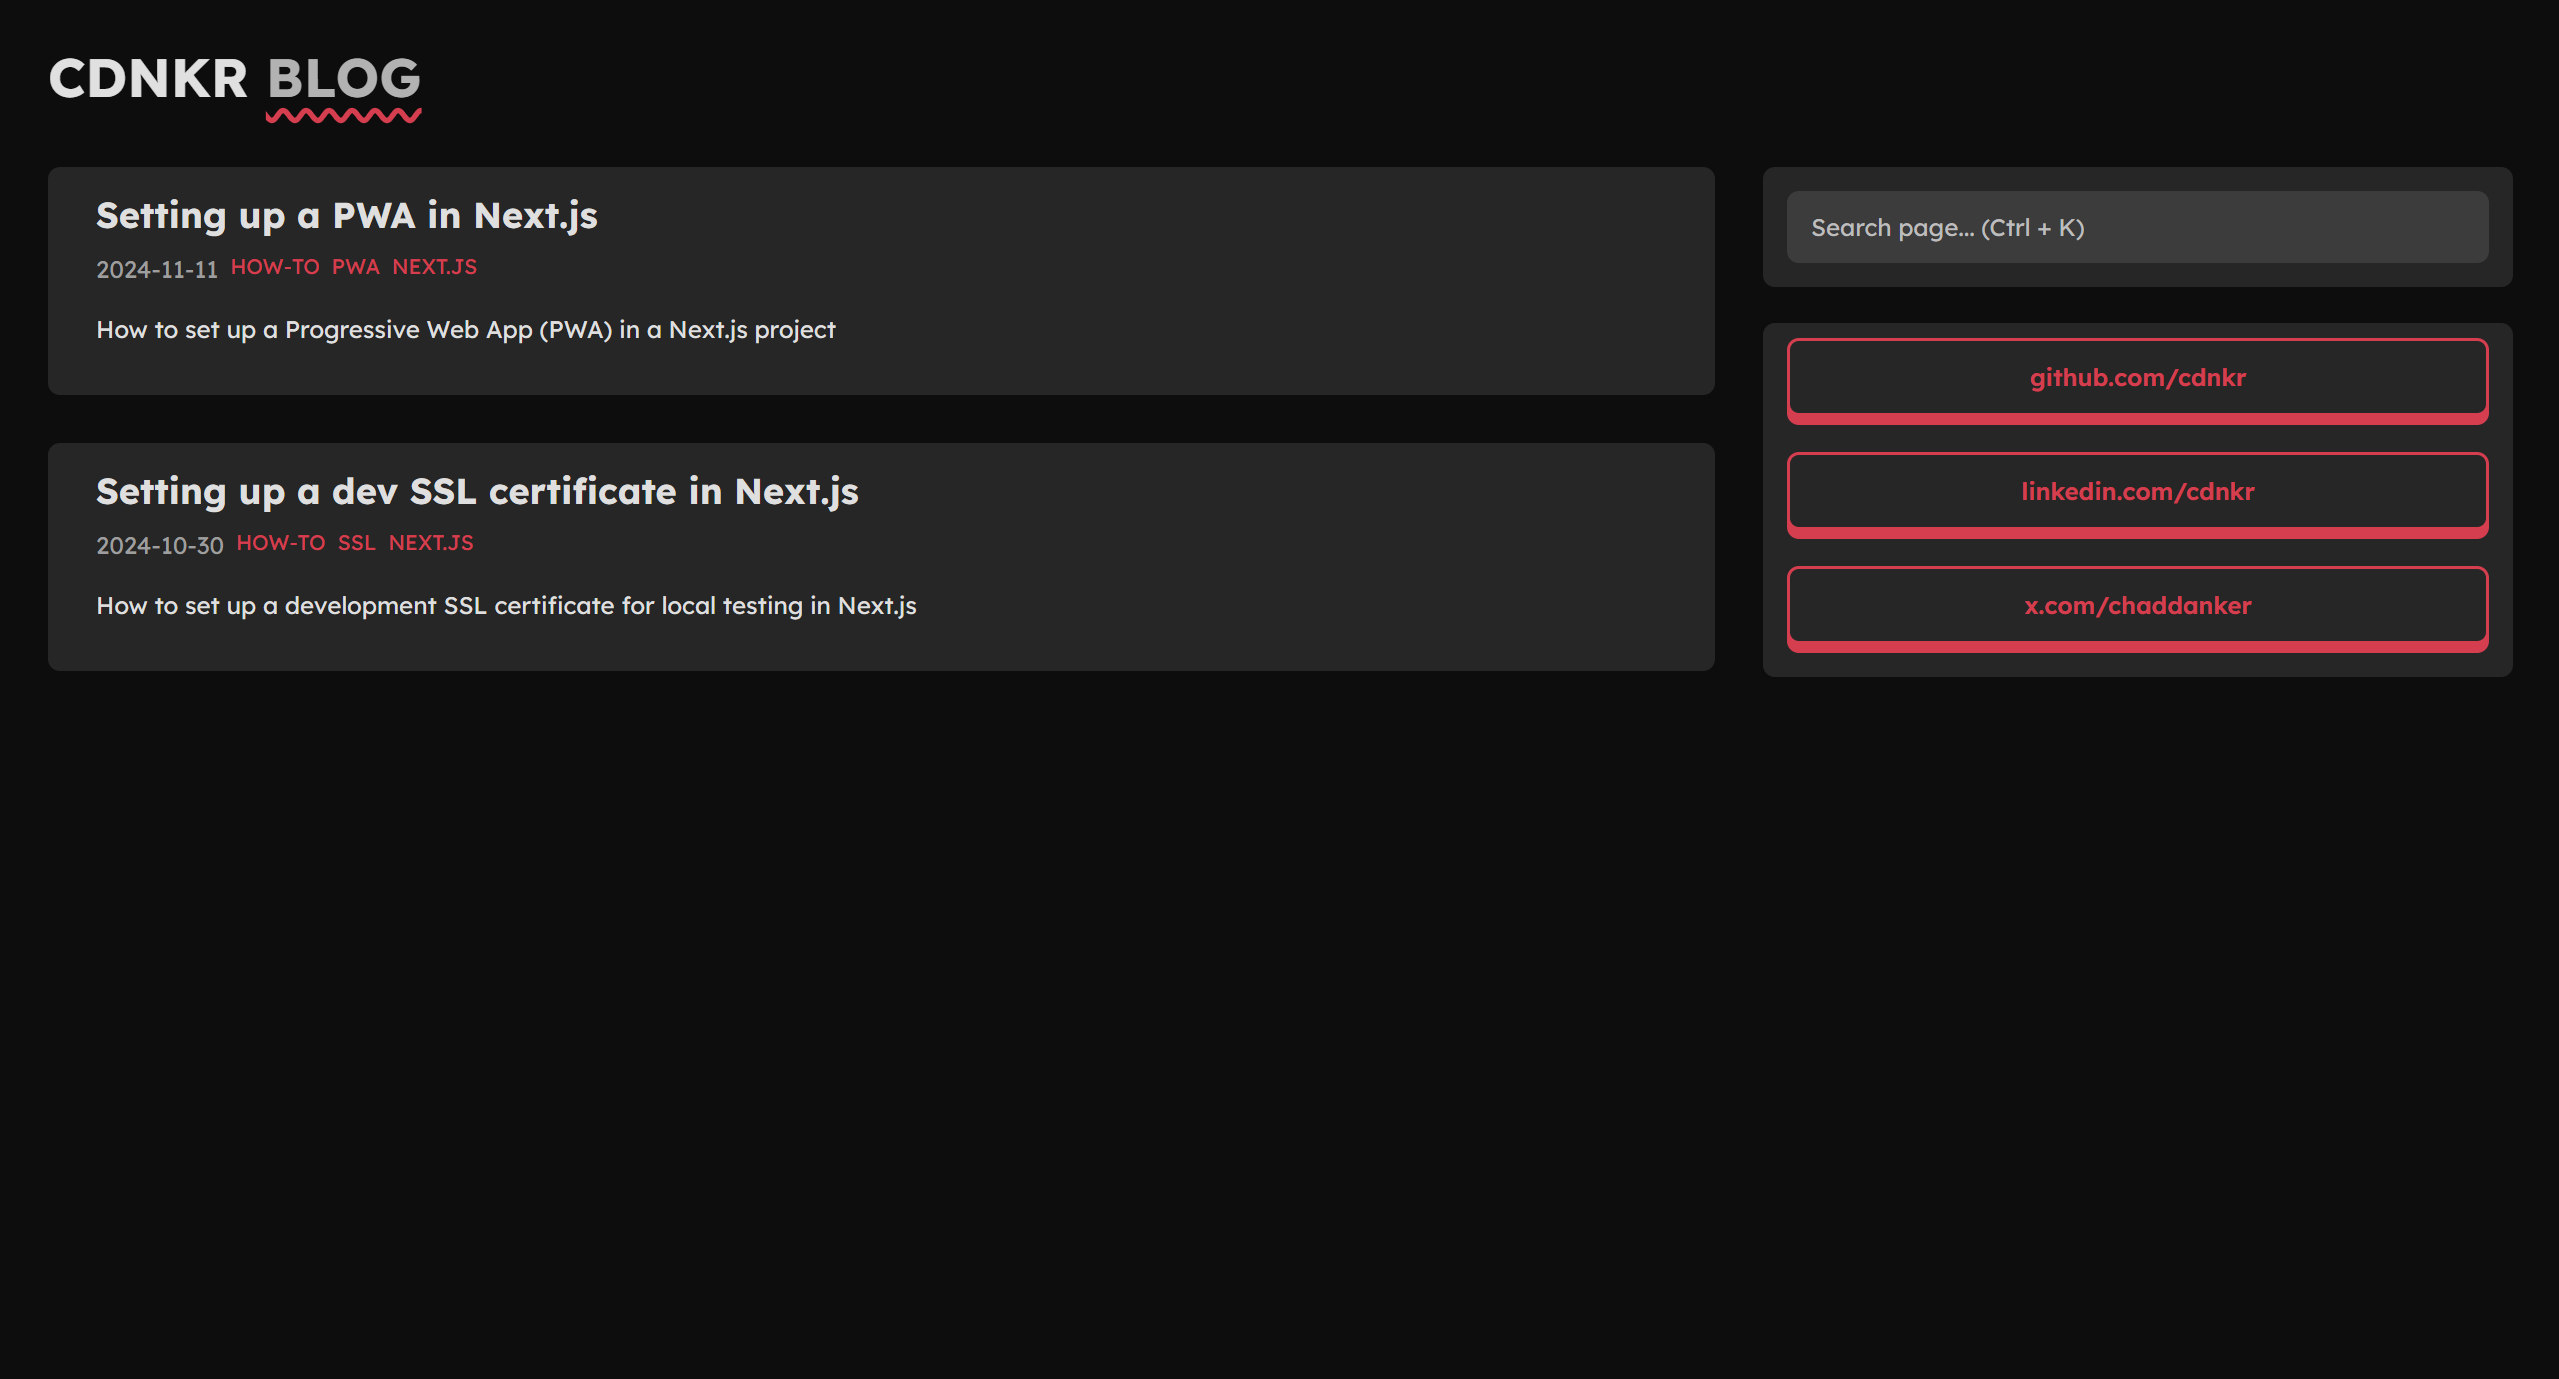 CDNKR BLOG
Setting up a PWA in Next.js
2024-11-11 HOW-TO PWA NEXT.JS
How to set up a Progressive Web App (PWA) in a Next.js project
Setting up a dev SSL certificate in Next.js
2024-10-30 HOW-TO SSL NEXT.JS
How to set up a development SSL certificate for local testing in Next.js
Search page... (Ctrl + K)
github.com/cdnkr
linkedin.com/cdnkr
x.com/chaddanker